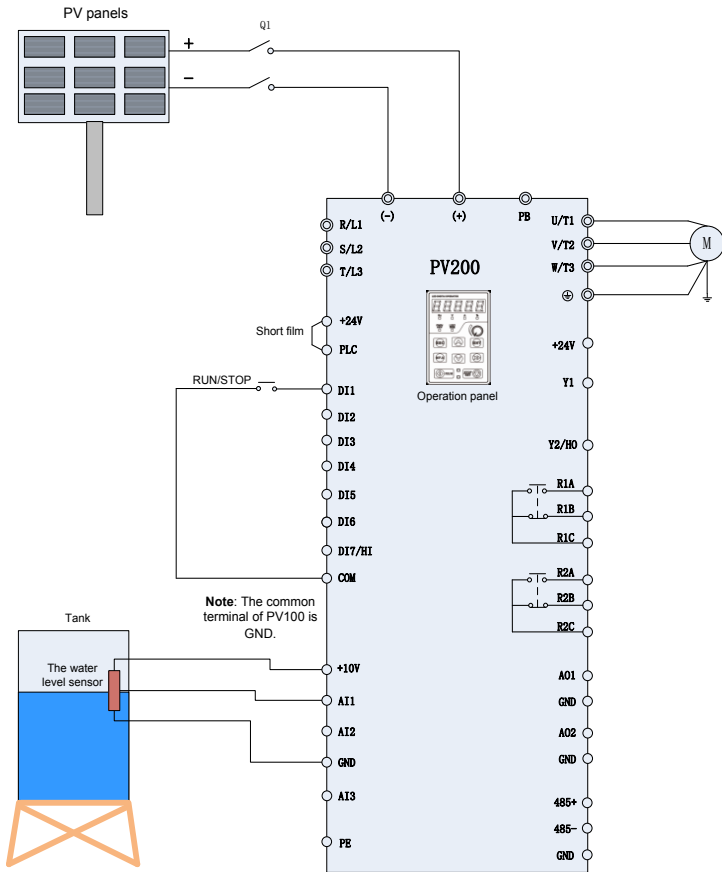 PV panels
Q1
+
−
(-)
(+)
PB
R/L1
S/L2
T/L3
PV200
U/T1
V/T2
W/T3
M
Short film
+24V
PLC
Operation panel
+24V
Y1
RUN/STOP
DI1
DI2
DI3
DI4
DI5
DI6
DI7/HI
COM
Y2/HO
R1A
R1B
R1C
R2A
R2B
R2C
Note: The common
terminal of PV100 is
GND.
Tank
The water
level sensor
+10V
AI1
AI2
GND
AI3
PE
AO1
GND
AO2
GND
485+
485-
GND